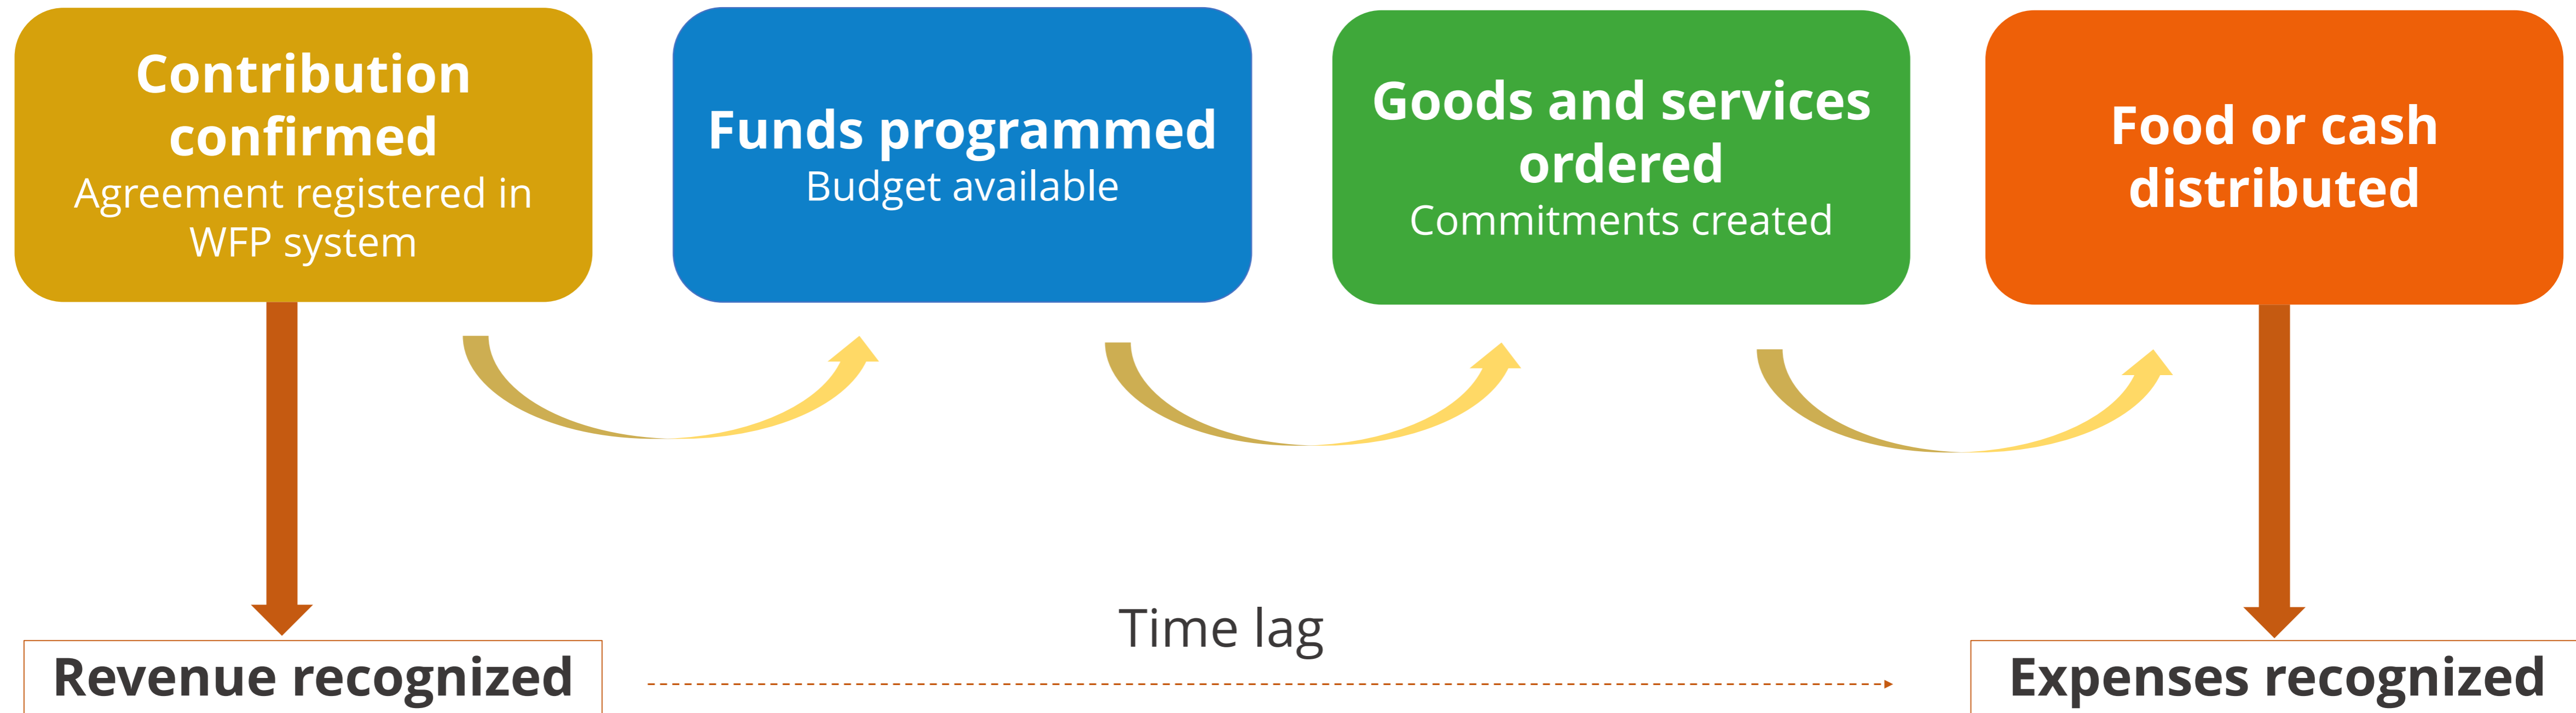 Contribution
confirmed
Agreement registered in
WFP system
Funds programmed
Budget available
Goods and services
ordered
Commitments created
Food or cash
distributed
Time lag
Revenue recognized
Expenses recognized